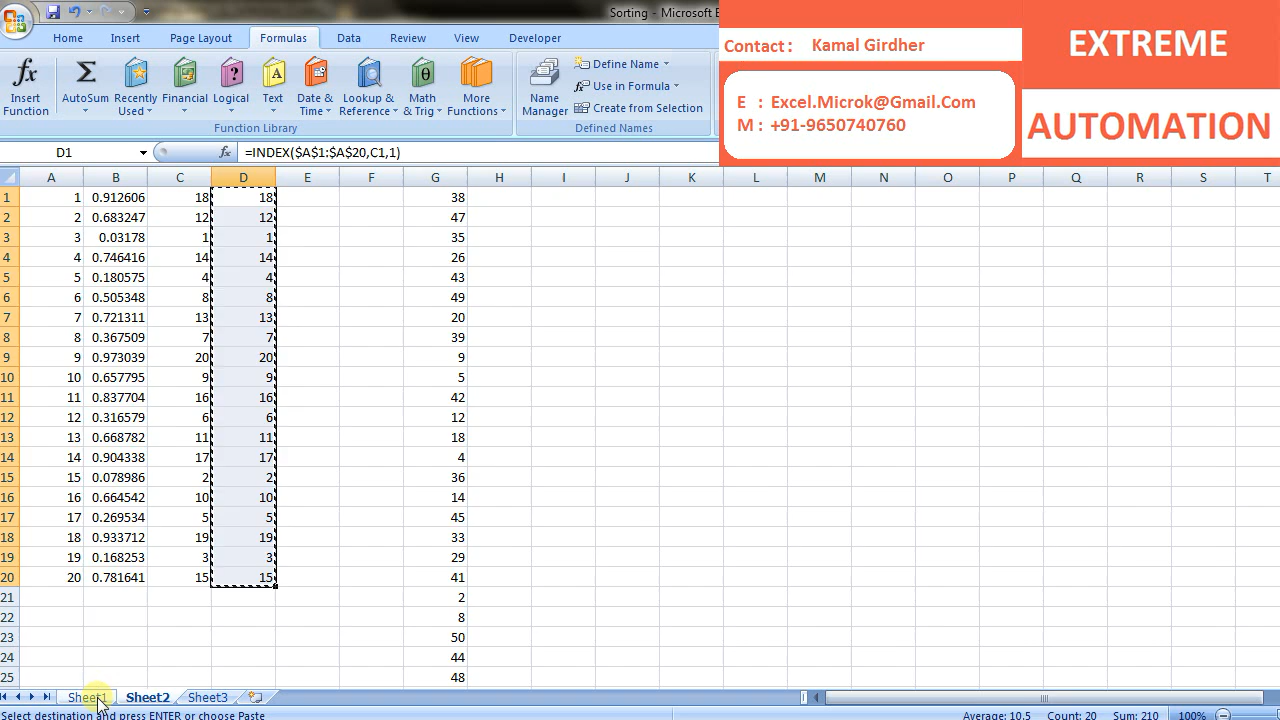 Sorting - Microsoft E
Contact : Kamal Girdher
EXTREME
Home Insert Page Layout Formulas Data Review View Developer
E : Excel.Microk@Gmail.Com
M : +91-9650740760
AUTOMATION
Insert Function
AutoSum
Recently Used
Financial
Logical
Text
Date & Time
Lookup & Reference
Math & Trig
More Functions
Name Manager
Define Name
Use in Formula
Create from Selection
Function Library Defined Names
D1 fx =INDEX($A$1:$A$20,C1,1)
A B C D E F G H I J K L M N O P Q R S T
1 1 0.912606 18 18 38
2 2 0.683247 12 12 47
3 3 0.03178 1 1 35
4 4 0.746416 14 14 26
5 5 0.180575 4 4 43
6 6 0.505348 8 8 49
7 7 0.721311 13 13 20
8 8 0.367509 7 7 39
9 9 0.973039 20 20 9
10 10 0.657795 9 9 5
11 11 0.837704 16 16 42
12 12 0.316579 6 6 12
13 13 0.668782 11 11 18
14 14 0.904338 17 17 4
15 15 0.078986 2 2 36
16 16 0.664542 10 10 14
17 17 0.269534 5 5 45
18 18 0.933712 19 19 33
19 19 0.168253 3 3 29
20 20 0.781641 15 15 41
21 2
22 8
23 50
24 44
25 48
Sheet1 Sheet2 Sheet3
Select destination and press ENTER or choose Paste Average: 10.5 Count: 20 Sum: 210 100%